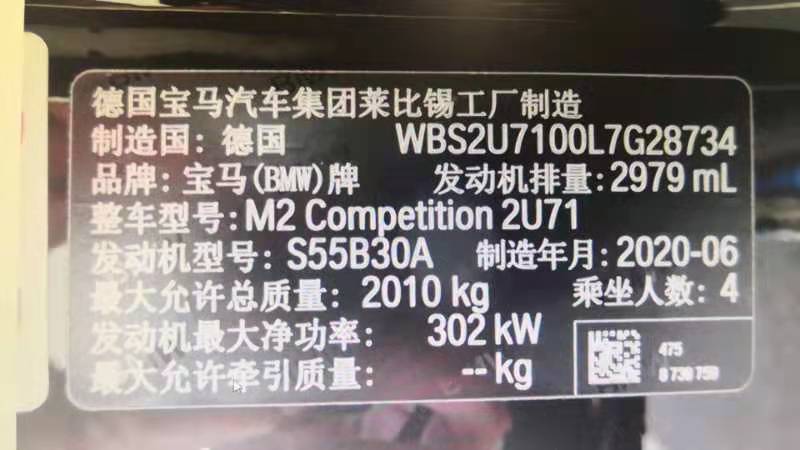 德国宝马汽车集团莱比锡工厂制造
制造国: 德国 WBS2U7100L7G28734
品牌: 宝马(BMW)牌 发动机排量: 2979 mL
整车型号: M2 Competition 2U71
发动机型号: S55B30A 制造年月: 2020-06
最大允许总质量: 2010 kg 乘坐人数: 4
发动机最大净功率: 302 kW
最大允许牵引质量: -- kg
475
8 738 759